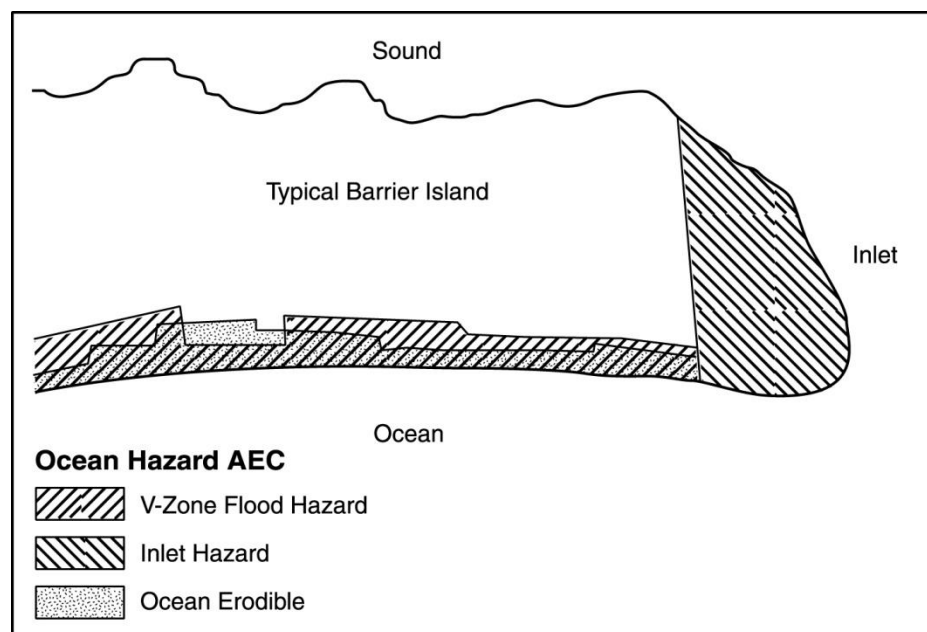 Sound
Typical Barrier Island
Inlet
Ocean
Ocean Hazard AEC
V-Zone Flood Hazard
Inlet Hazard
Ocean Erodible